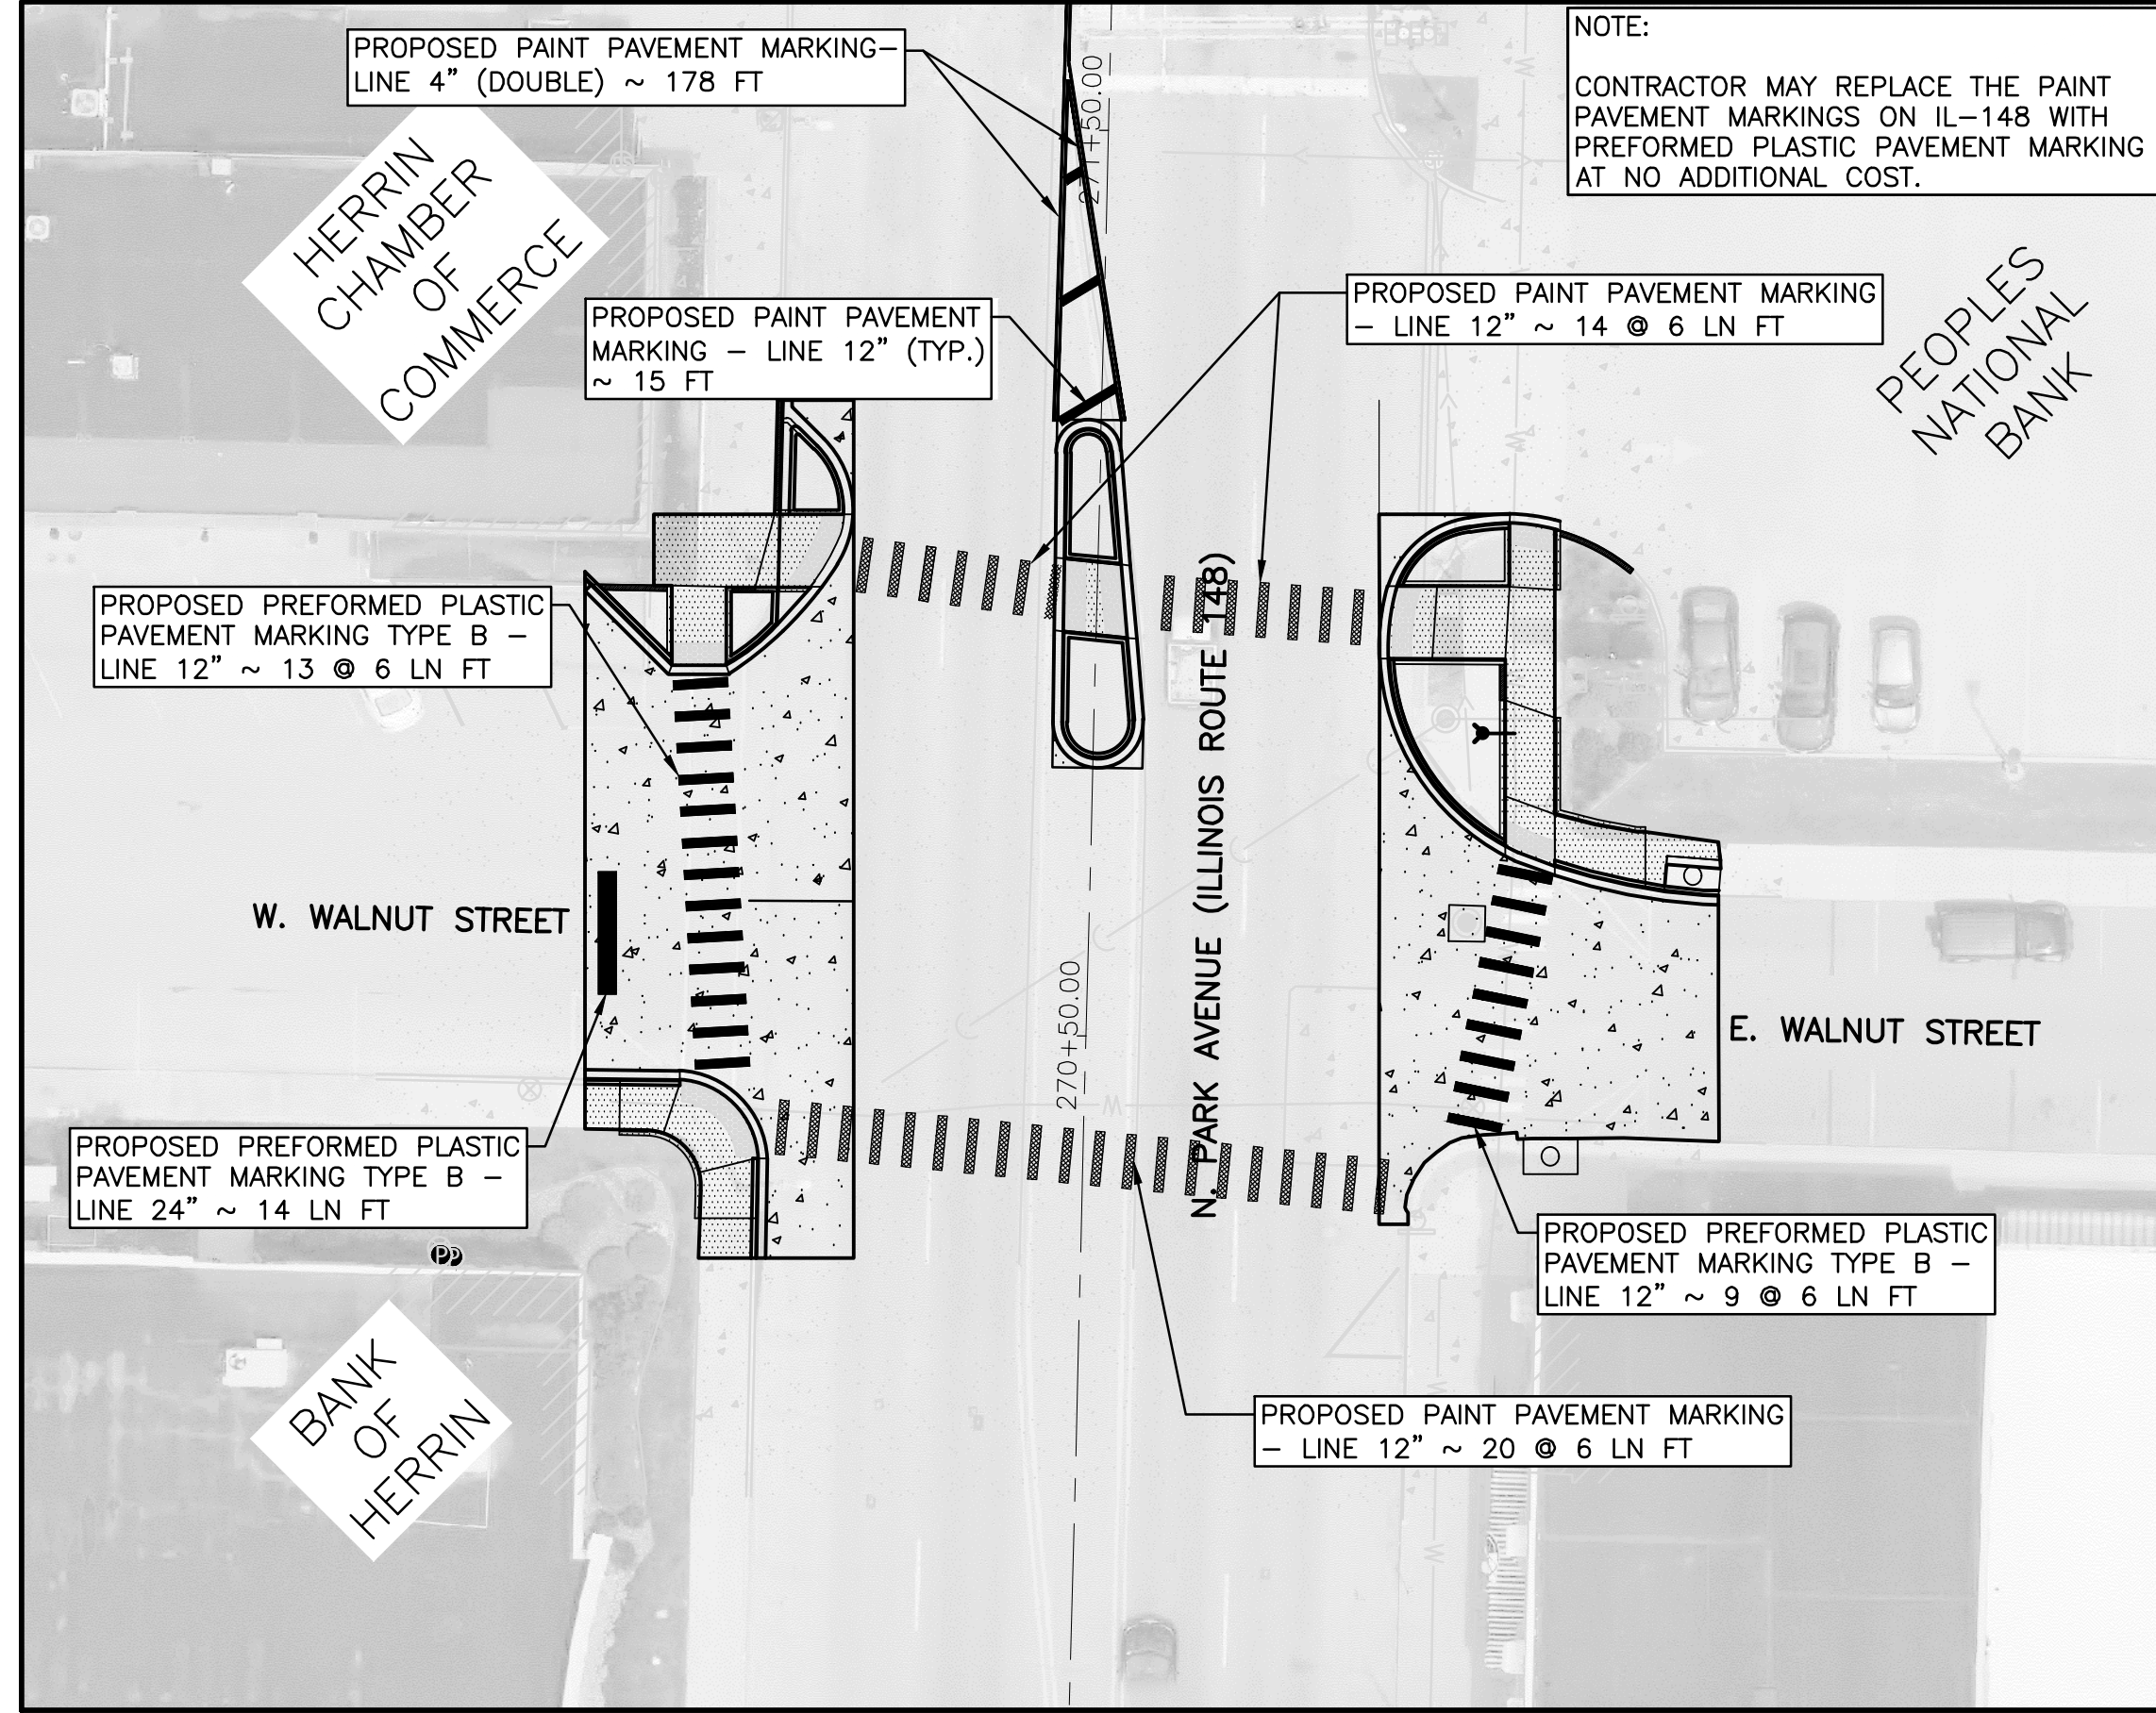 PROPOSED PAINT PAVEMENT MARKING–
LINE 4" (DOUBLE) ~ 178 FT
NOTE:
CONTRACTOR MAY REPLACE THE PAINT
PAVEMENT MARKINGS ON IL–148 WITH
PREFORMED PLASTIC PAVEMENT MARKING
AT NO ADDITIONAL COST.
271+50.00
HERRIN
CHAMBER
OF
COMMERCE
PROPOSED PAINT PAVEMENT
MARKING – LINE 12" (TYP.)
~ 15 FT
PROPOSED PAINT PAVEMENT MARKING
– LINE 12" ~ 14 @ 6 LN FT
PEOPLES
NATIONAL
BANK
PROPOSED PREFORMED PLASTIC
PAVEMENT MARKING TYPE B –
LINE 12" ~ 13 @ 6 LN FT
N. PARK AVENUE (ILLINOIS ROUTE 148)
W. WALNUT STREET
270+50.00
E. WALNUT STREET
PROPOSED PREFORMED PLASTIC
PAVEMENT MARKING TYPE B –
LINE 24" ~ 14 LN FT
PROPOSED PREFORMED PLASTIC
PAVEMENT MARKING TYPE B –
LINE 12" ~ 9 @ 6 LN FT
BANK
OF
HERRIN
PROPOSED PAINT PAVEMENT MARKING
– LINE 12" ~ 20 @ 6 LN FT